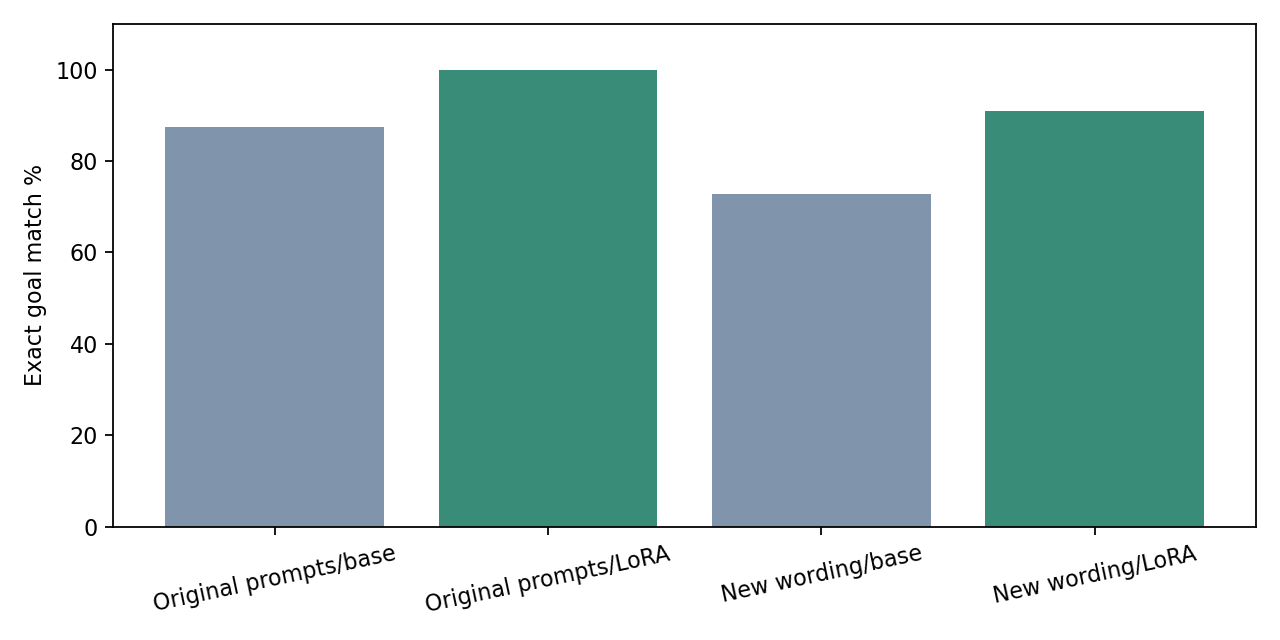 Exact goal match %
100
80
60
40
20
0
Original prompts/base
Original prompts/LoRA
New wording/base
New wording/LoRA